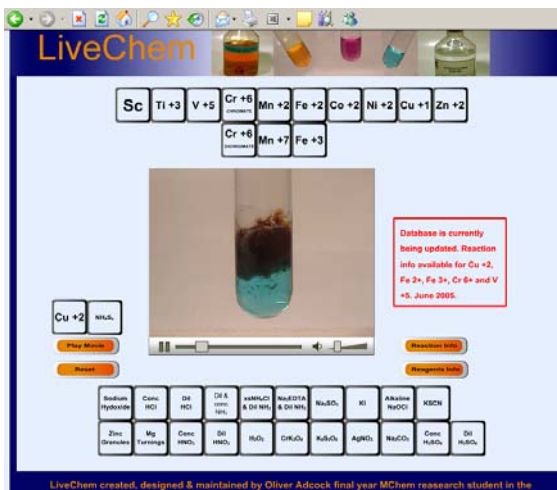 LiveChem
Sc Ti +3 V +5 Cr +6 Mn +2 Fe +2 Co +2 Ni +2 Cu +1 Zn +2
CHROMATE
Cr +6 Mn +7 Fe +3
DICHROMATE
Database is currently
being updated. Reaction
info available for Cu +2,
Fe 2+, Fe 3+, Cr 6+ and V
+5. June 2005.
Cu +2
Play Movie Reaction Info
Reset Reagents Info
Sodium Hydoxide Conc HCl Dil HCl Dil & conc NH₃ xsNH₄Cl & Dil NH₃ Na₂EDTA & Dil NH₃ Na₂SO₃ KI Alkaline NaOCl KSCN
Zinc Granules Mg Turnings Conc HNO₃ Dil HNO₃ H₂O₂ CrK₂O₄ K₂S₂O₈ AgNO₃ Na₂CO₃ Conc H₂SO₄ Dil H₂SO₄
LiveChem created, designed & maintained by Oliver Adcock final year MChem reasearch student in the